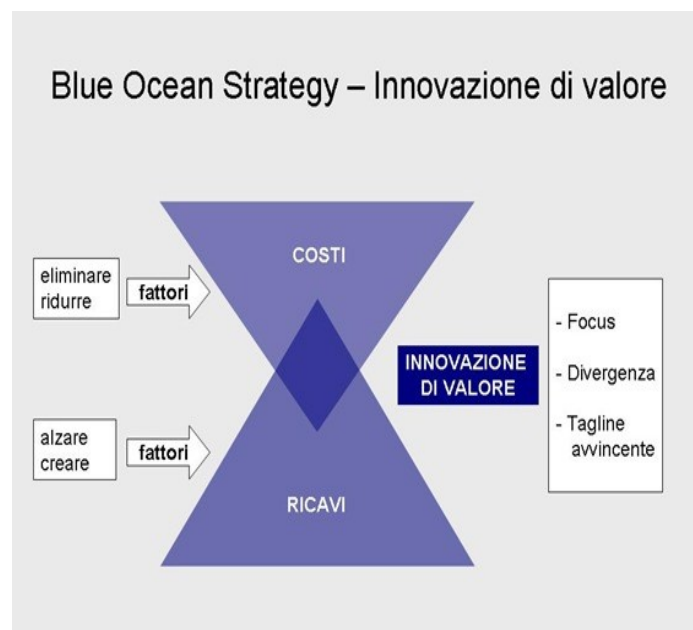 Blue Ocean Strategy – Innovazione di valore
COSTI
eliminare
ridurre
fattori
INNOVAZIONE
DI VALORE
- Focus
- Divergenza
- Tagline
avvincente
alzare
creare
fattori
RICAVI